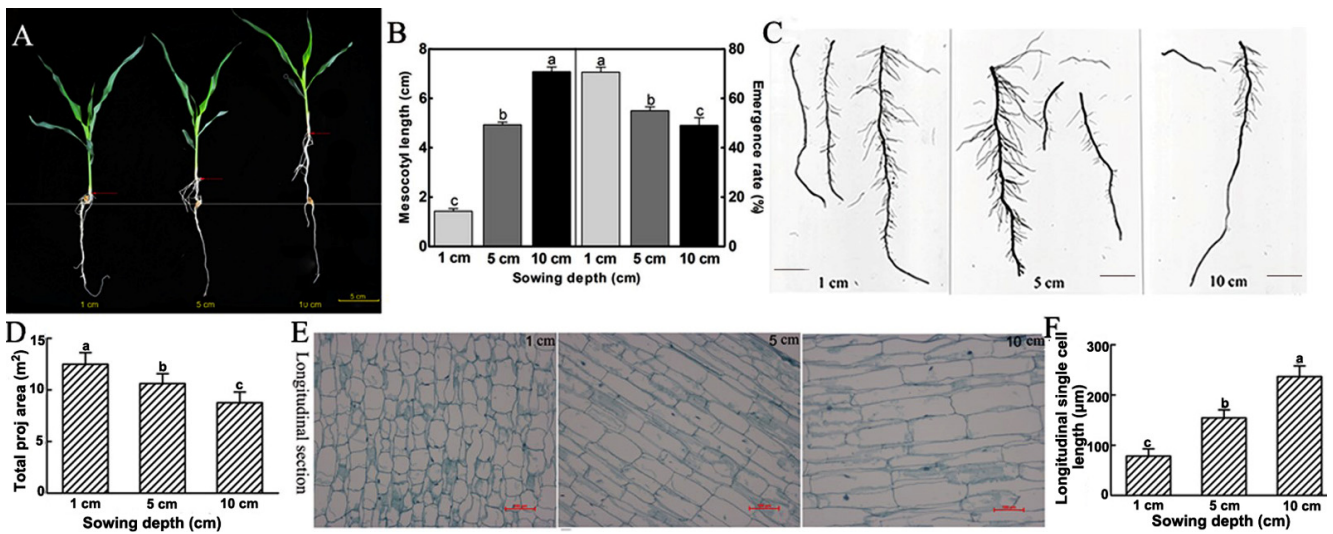 A
1 cm
5 cm
10 cm
5 cm
B
Mesocotyl length (cm)
8
6
4
2
0
c
b
a
a
b
c
80
60
40
20
0
Emergence rate (%)
1 cm 5 cm 10 cm 1 cm 5 cm 10 cm
Sowing depth (cm)
C
1 cm
5 cm
10 cm
D
Total proj area (m²)
15
10
5
0
a
b
c
1 cm 5 cm 10 cm
Sowing depth (cm)
E
Longitudinal section
1 cm
5 cm
10 cm
F
Longitudinal single cell
length (μm)
300
200
100
0
c
b
a
1 cm 5 cm 10 cm
Sowing depth (cm)